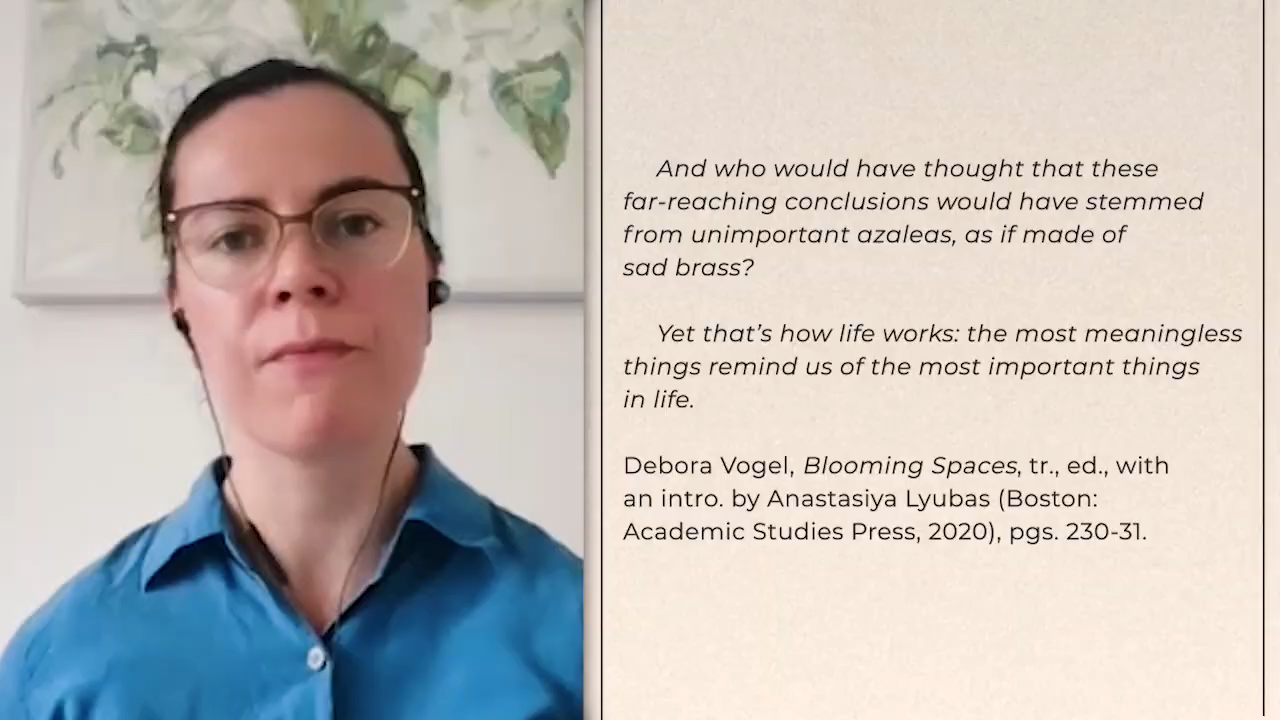 And who would have thought that these
far-reaching conclusions would have stemmed
from unimportant azaleas, as if made of
sad brass?
Yet that’s how life works: the most meaningless
things remind us of the most important things
in life.
Debora Vogel, Blooming Spaces, tr., ed., with
an intro. by Anastasiya Lyubas (Boston:
Academic Studies Press, 2020), pgs. 230-31.